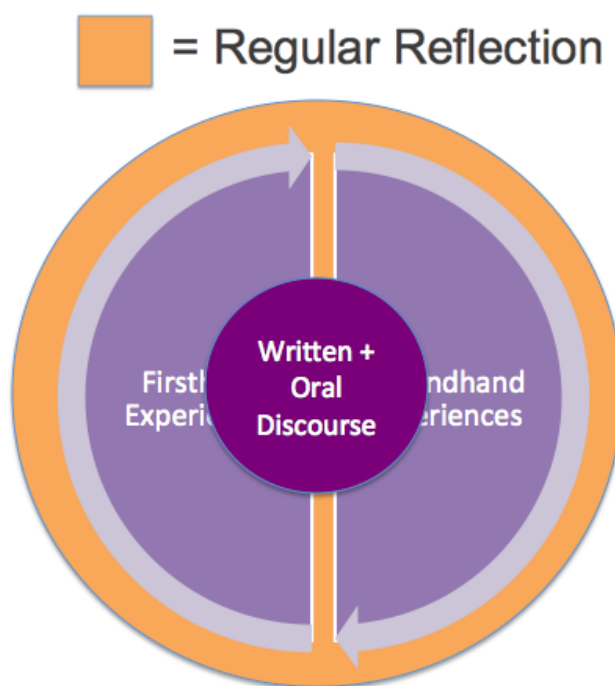 = Regular Reflection
Written +
Oral
Discourse
Firsth
Experie
ndhand
eriences